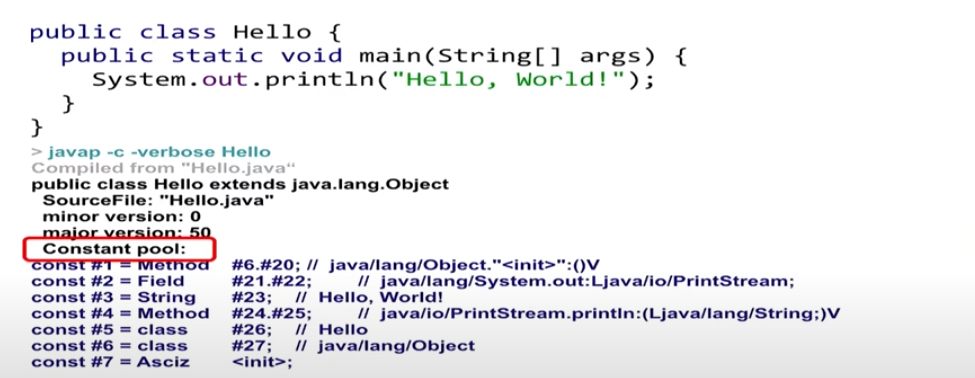 public class Hello {
public static void main(String[] args) {
System.out.println("Hello, World!");
}
}
> javap -c -verbose Hello
Compiled from "Hello.java"
public class Hello extends java.lang.Object
SourceFile: "Hello.java"
minor version: 0
major version: 50
Constant pool:
const #1 = Method #6.#20; // java/lang/Object."<init>":()V
const #2 = Field #21.#22; // java/lang/System.out:Ljava/io/PrintStream;
const #3 = String #23; // Hello, World!
const #4 = Method #24.#25; // java/io/PrintStream.println:(Ljava/lang/String;)V
const #5 = class #26; // Hello
const #6 = class #27; // java/lang/Object
const #7 = Asciz <init>;